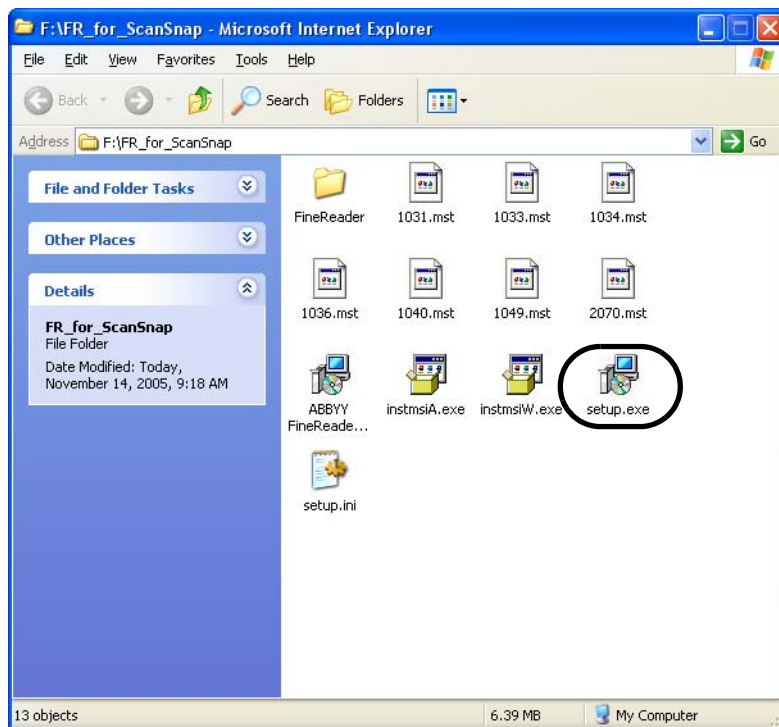 F:\FR_for_ScanSnap - Microsoft Internet Explorer
File Edit View Favorites Tools Help
Back Search Folders
Address F:\FR_for_ScanSnap Go
File and Folder Tasks
Other Places
Details
FR_for_ScanSnap
File Folder
Date Modified: Today,
November 14, 2005, 9:18 AM
FineReader 1031.mst 1033.mst 1034.mst
1036.mst 1040.mst 1049.mst 2070.mst
ABBYY instmsiA.exe instmsiW.exe setup.exe
FineReade...
setup.ini
13 objects 6.39 MB My Computer